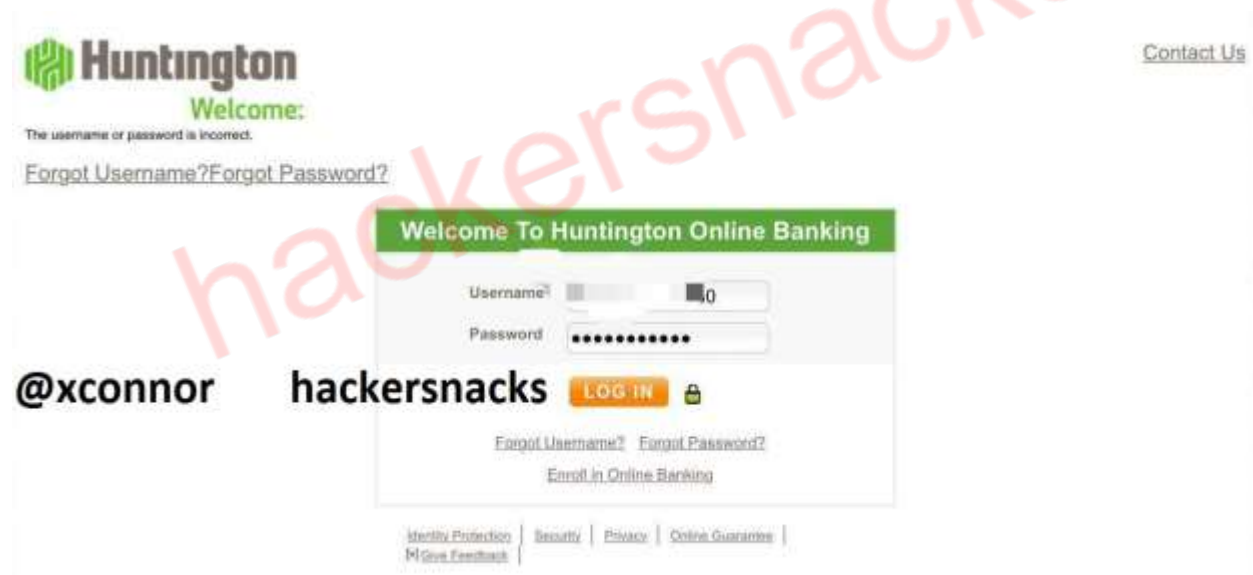 hackersnack
Huntington
Contact Us
Welcome:
The username or password is incorrect.
Forgot Username?Forgot Password?
Welcome To Huntington Online Banking
Username
Password
•••••••••••
@xconnor hackersnacks LOG IN
Forgot Username? Forgot Password?
Enroll in Online Banking
Identity Protection | Security | Privacy | Online Guarantee |
[+] Give Feedback |